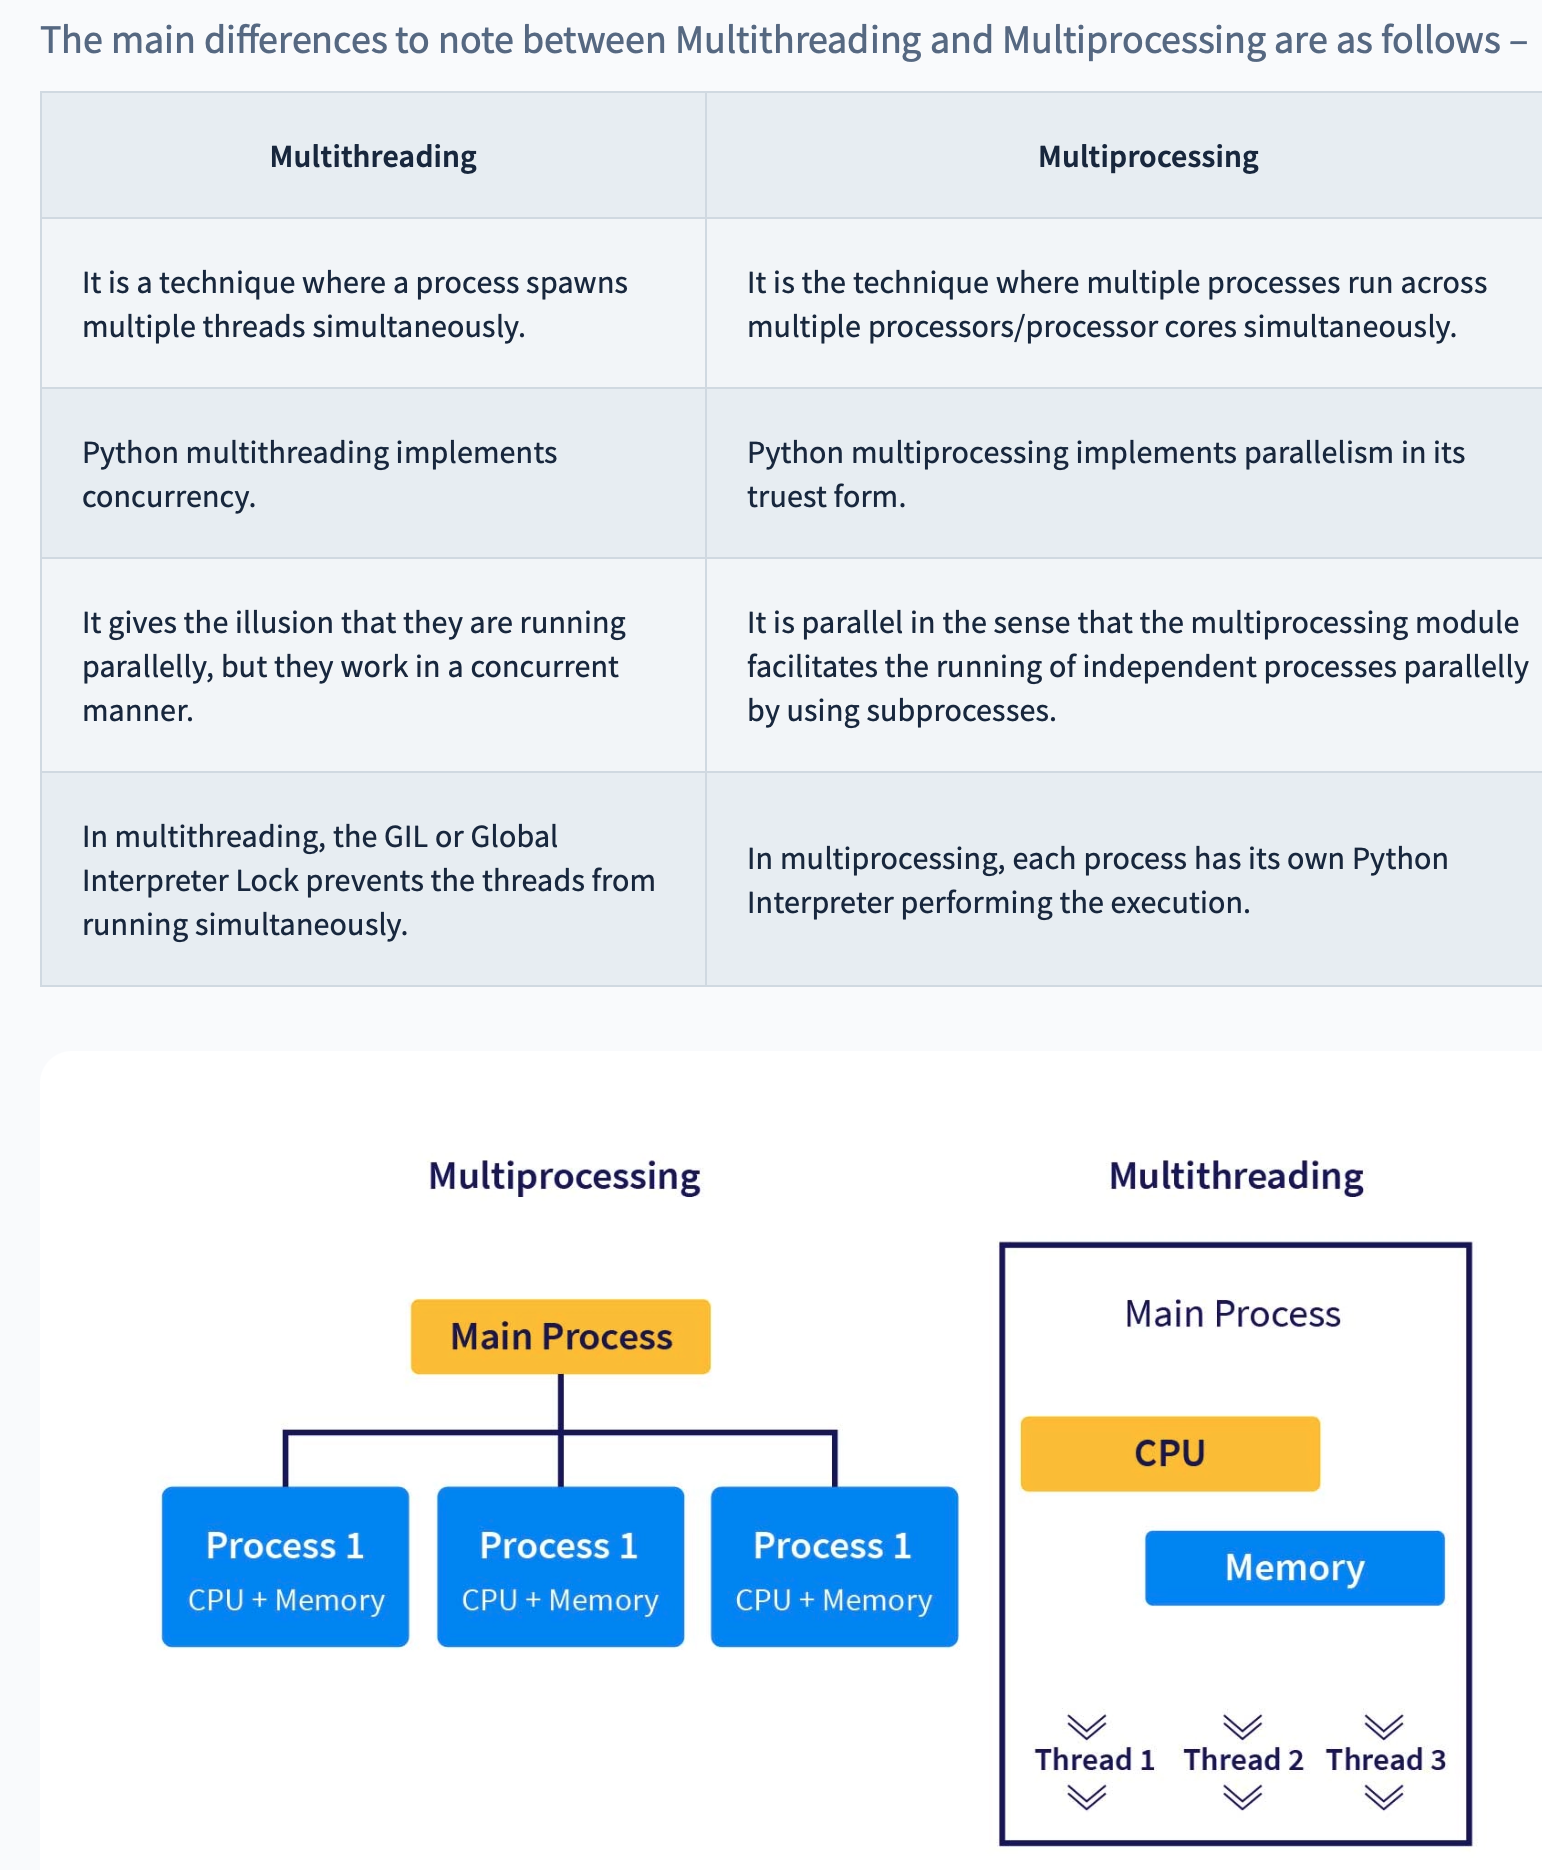 The main differences to note between Multithreading and Multiprocessing are as follows –
Multithreading
Multiprocessing
It is a technique where a process spawns
multiple threads simultaneously.
It is the technique where multiple processes run across
multiple processors/processor cores simultaneously.
Python multithreading implements
concurrency.
Python multiprocessing implements parallelism in its
truest form.
It gives the illusion that they are running
parallelly, but they work in a concurrent
manner.
It is parallel in the sense that the multiprocessing module
facilitates the running of independent processes parallelly
by using subprocesses.
In multithreading, the GIL or Global
Interpreter Lock prevents the threads from
running simultaneously.
In multiprocessing, each process has its own Python
Interpreter performing the execution.
Multiprocessing
Main Process
Process 1
CPU + Memory
Process 1
CPU + Memory
Process 1
CPU + Memory
Multithreading
Main Process
CPU
Memory
Thread 1
Thread 2
Thread 3